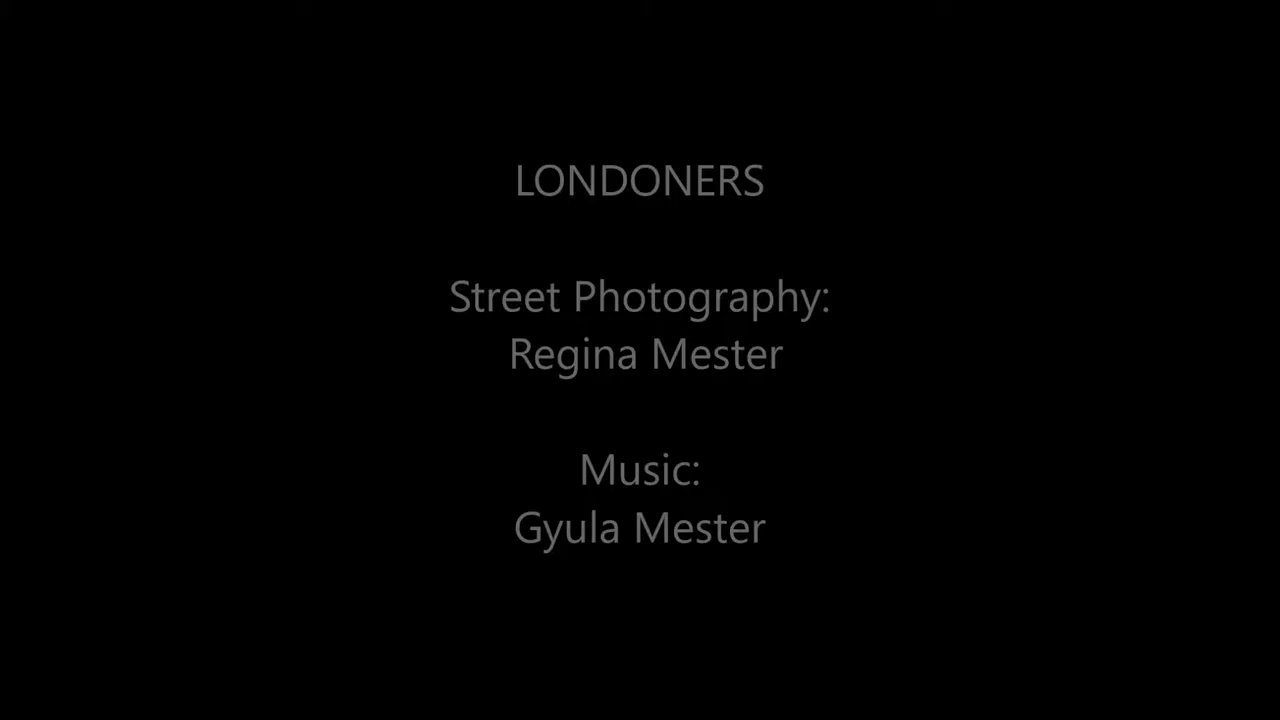 LONDONERS
Street Photography:
Regina Mester
Music:
Gyula Mester